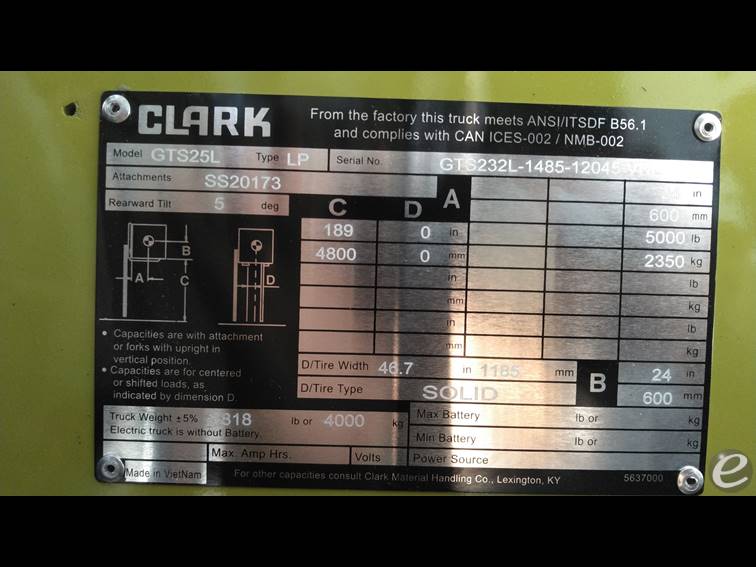 CLARK
From the factory this truck meets ANSI/ITSDF B56.1
and complies with CAN ICES-002 / NMB-002
Model GTS25L Type LP Serial No. GTS232L-1485-12045
Attachments SS20173
Rearward Tilt 5 deg
C D A
in
600 mm
189 0 in 5000 lb
4800 0 mm 2350 kg
in lb
mm kg
in lb
mm kg
A B C D
D/Tire Width 46.7 in 1185 mm B 24 in
D/Tire Type SOLID 600 mm
• Capacities are with attachment
or forks with upright in
vertical position.
• Capacities are for centered
or shifted loads, as
indicated by dimension D.
Truck Weight ±5% 818 lb or 4000 kg
Electric truck is without Battery.
Max Battery lb or kg
Min Battery lb or kg
Max. Amp Hrs. Volts Power Source
Made in VietNam
For other capacities consult Clark Material Handling Co., Lexington, KY 5637000
e